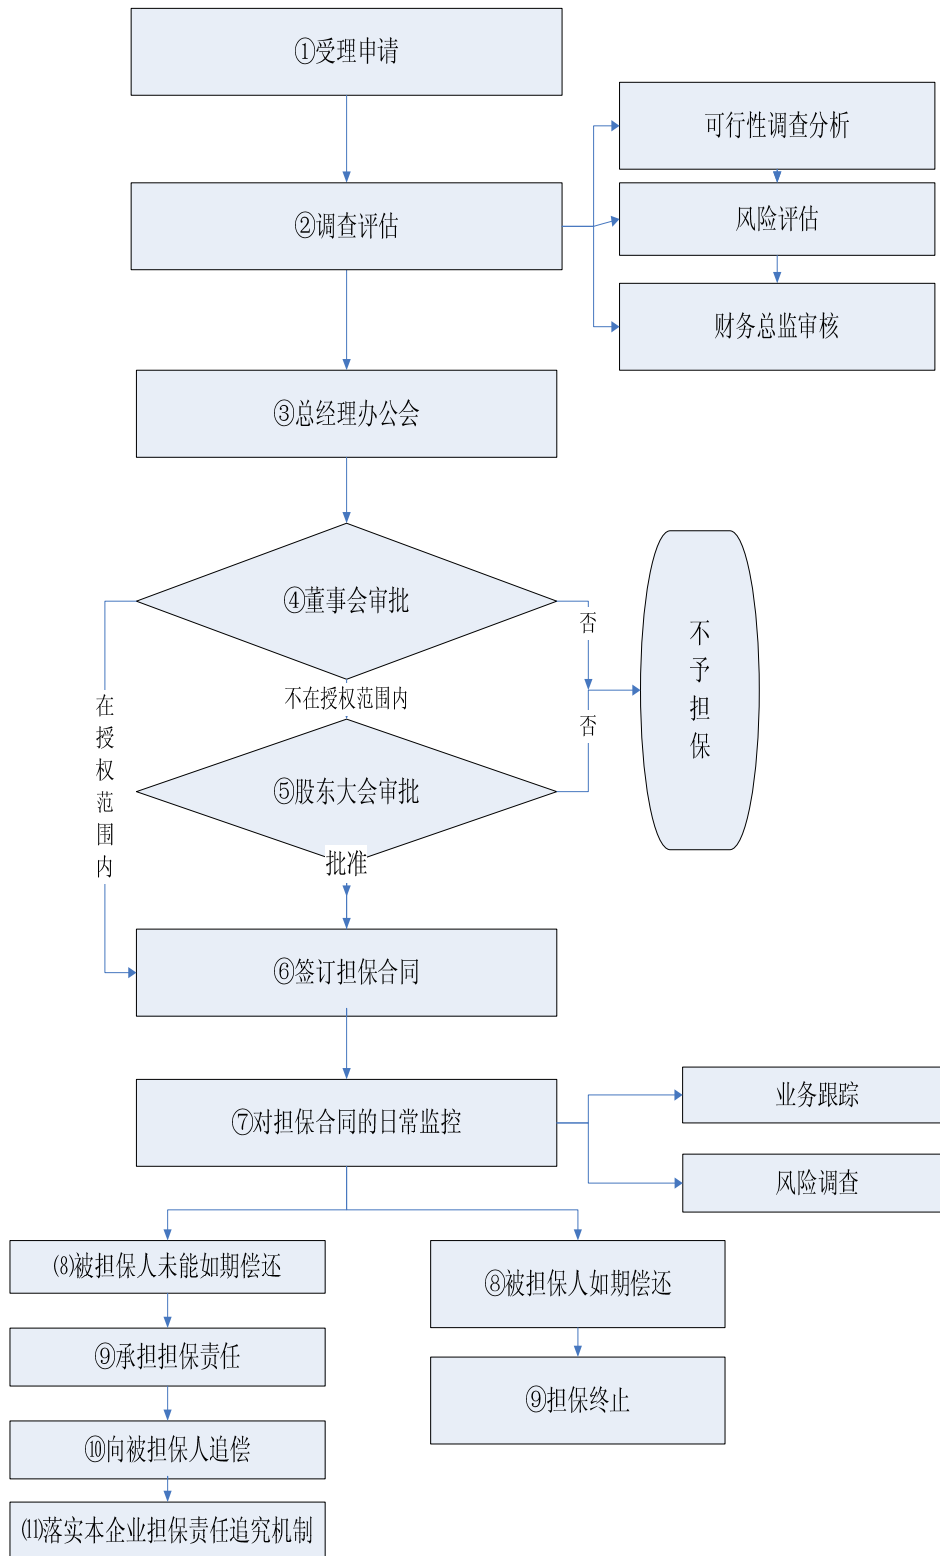 ①受理申请
可行性调查分析
②调查评估
风险评估
财务总监审核
③总经理办公会
④董事会审批
否
不在授权范围内
在授权范围内
不予担保
否
⑤股东大会审批
批准
⑥签订担保合同
⑦对担保合同的日常监控
业务跟踪
风险调查
⑻被担保人未能如期偿还
⑧被担保人如期偿还
⑨承担担保责任
⑨担保终止
⑩向被担保人追偿
⑾落实本企业担保责任追究机制